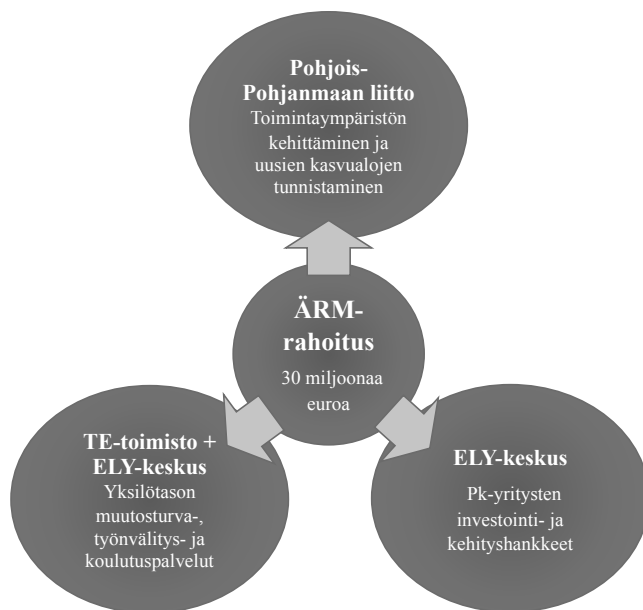 Pohjois-
Pohjanmaan liitto
Toimintaympäristön
kehittäminen ja
uusien kasvualojen
tunnistaminen
ÄRM-
rahoitus
30 miljoonaa
euroa
TE-toimisto +
ELY-keskus
Yksilötason
muutosturva-,
työnvälitys- ja
koulutuspalvelut
ELY-keskus
Pk-yritysten
investointi- ja
kehityshankkeet